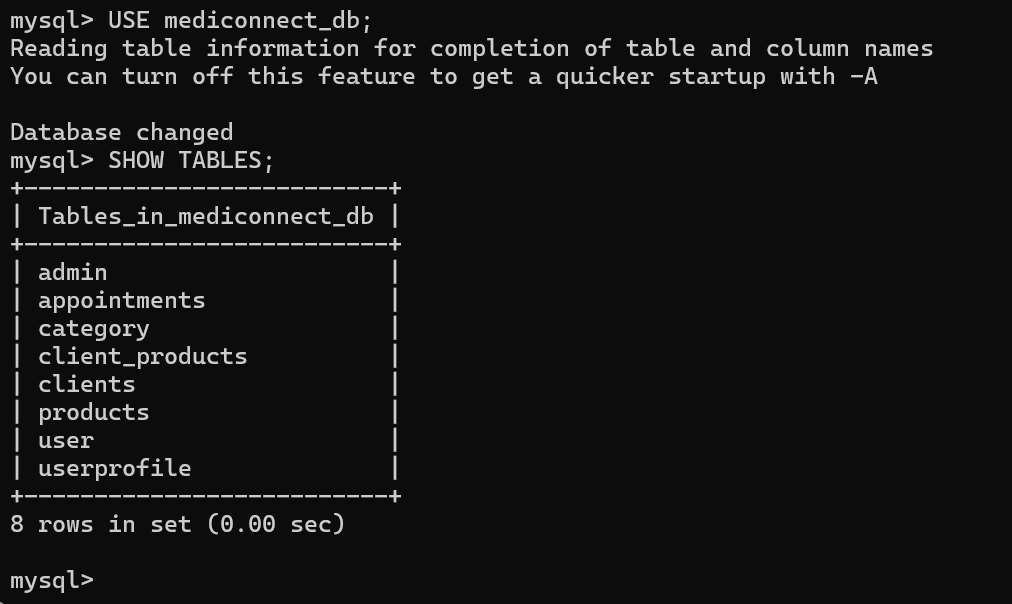 mysql> USE mediconnect_db;
Reading table information for completion of table and column names
You can turn off this feature to get a quicker startup with -A
Database changed
mysql> SHOW TABLES;
+--------------------------+
| Tables_in_mediconnect_db |
+--------------------------+
| admin                    |
| appointments             |
| category                 |
| client_products          |
| clients                  |
| products                 |
| user                     |
| userprofile              |
+--------------------------+
8 rows in set (0.00 sec)
mysql>